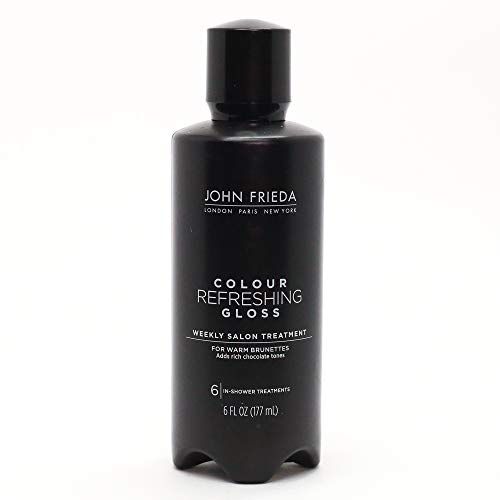 JOHN FRIEDA
LONDON PARIS NEW YORK
COLOUR
REFRESHING
GLOSS
WEEKLY SALON TREATMENT
FOR WARM BRUNETTES
Adds rich chocolate tones
6 | IN-SHOWER TREATMENTS
6 FL OZ (177 mL)